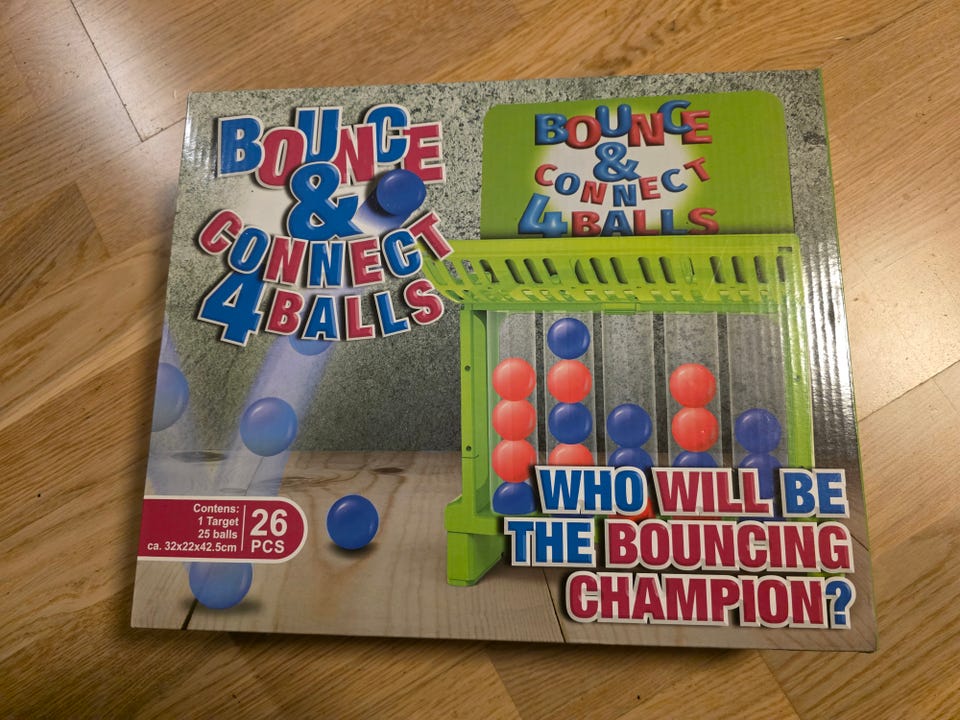 BOUNCE
&
CONNECT
4 BALLS
BOUNCE
&
CONNECT
4 BALLS
Contens:
1 Target
25 balls
ca. 32x22x42.5cm
26
PCS
WHO WILL BE
THE BOUNCING
CHAMPION?